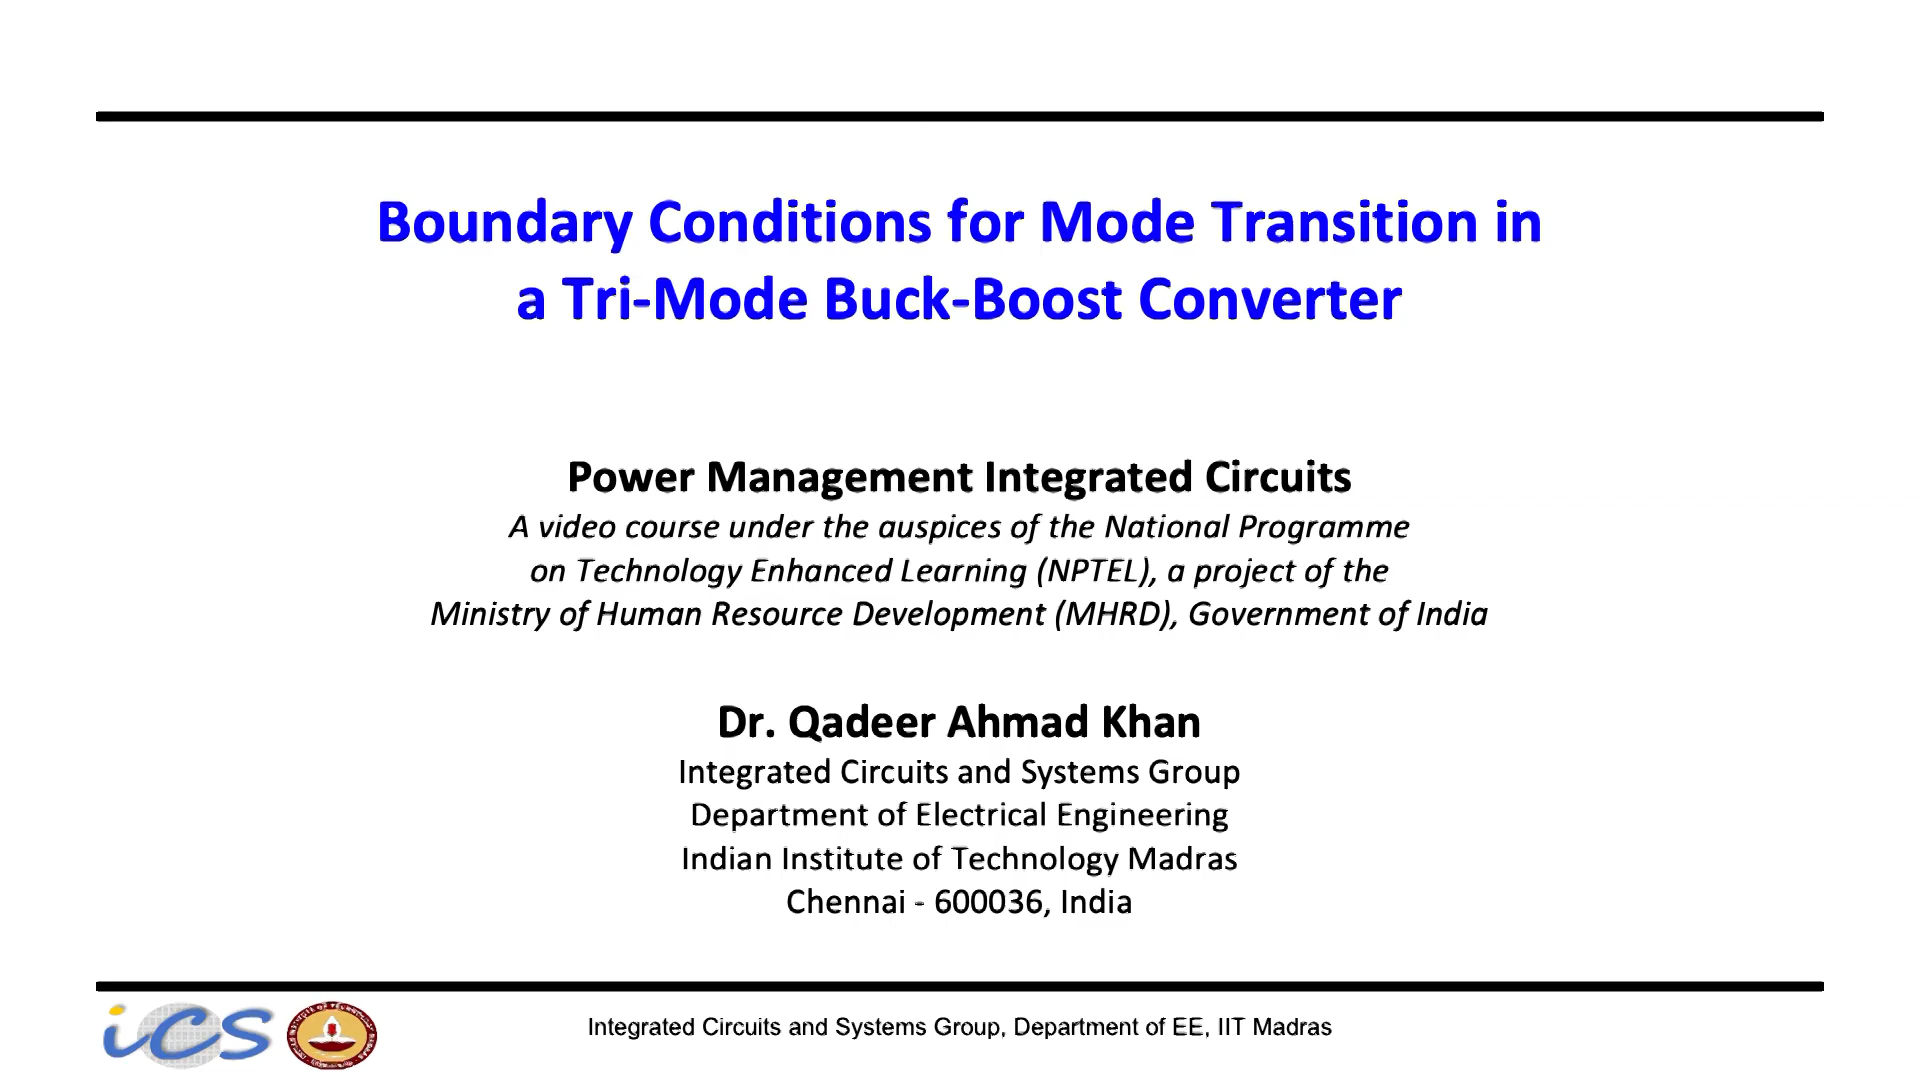 Boundary Conditions for Mode Transition in
a Tri-Mode Buck-Boost Converter
Power Management Integrated Circuits
A video course under the auspices of the National Programme
on Technology Enhanced Learning (NPTEL), a project of the
Ministry of Human Resource Development (MHRD), Government of India
Dr. Qadeer Ahmad Khan
Integrated Circuits and Systems Group
Department of Electrical Engineering
Indian Institute of Technology Madras
Chennai - 600036, India
ics
Integrated Circuits and Systems Group, Department of EE, IIT Madras